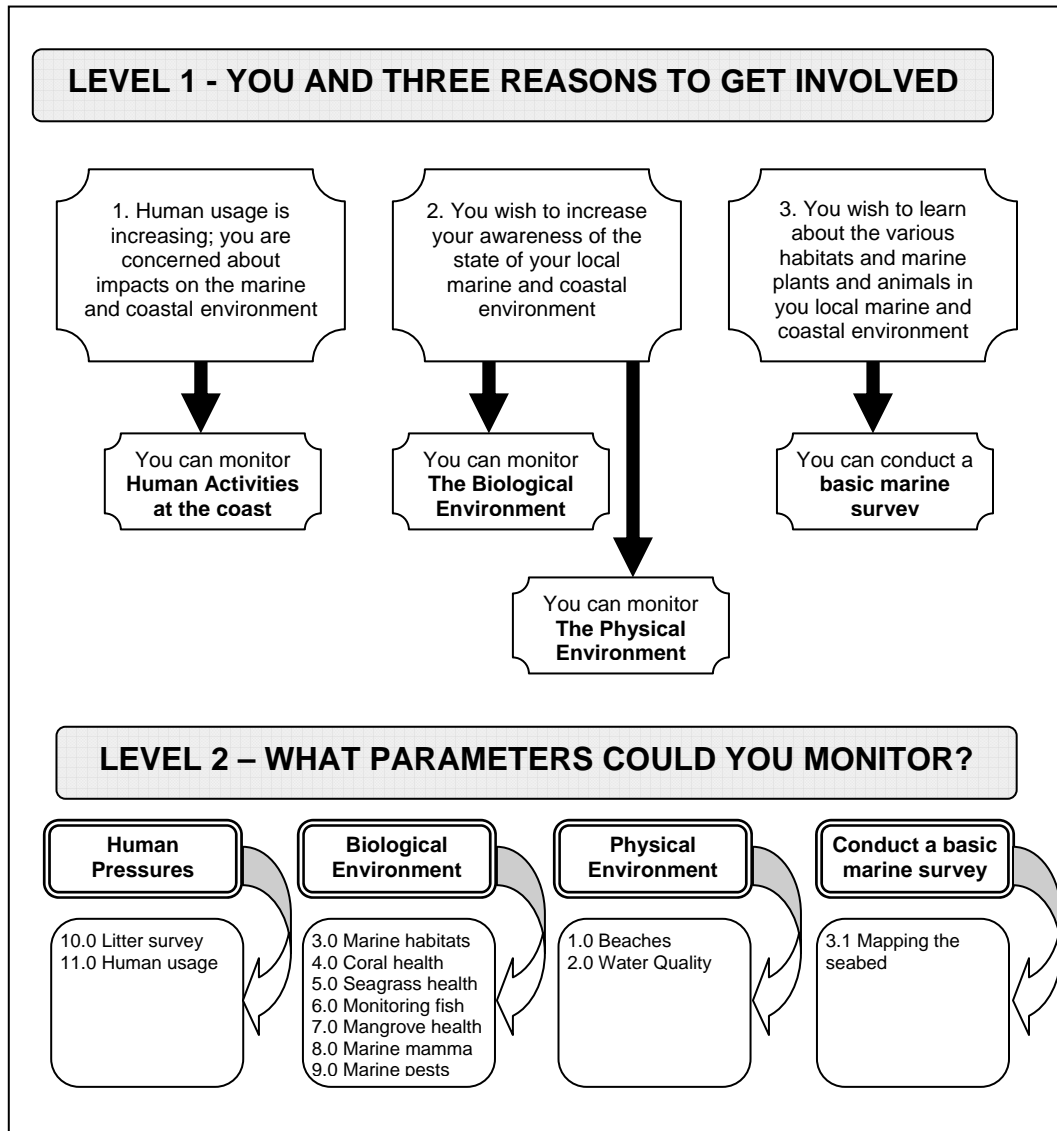 LEVEL 1 - YOU AND THREE REASONS TO GET INVOLVED
1. Human usage is
increasing; you are
concerned about
impacts on the marine
and coastal environment
2. You wish to increase
your awareness of the
state of your local
marine and coastal
environment
3. You wish to learn
about the various
habitats and marine
plants and animals in
you local marine and
coastal environment
You can monitor
Human Activities
at the coast
You can monitor
The Biological
Environment
You can conduct a
basic marine
survey
You can monitor
The Physical
Environment
LEVEL 2 – WHAT PARAMETERS COULD YOU MONITOR?
Human
Pressures
Biological
Environment
Physical
Environment
Conduct a basic
marine survey
10.0 Litter survey
11.0 Human usage
3.0 Marine habitats
4.0 Coral health
5.0 Seagrass health
6.0 Monitoring fish
7.0 Mangrove health
8.0 Marine mamma
9.0 Marine pests
1.0 Beaches
2.0 Water Quality
3.1 Mapping the
seabed